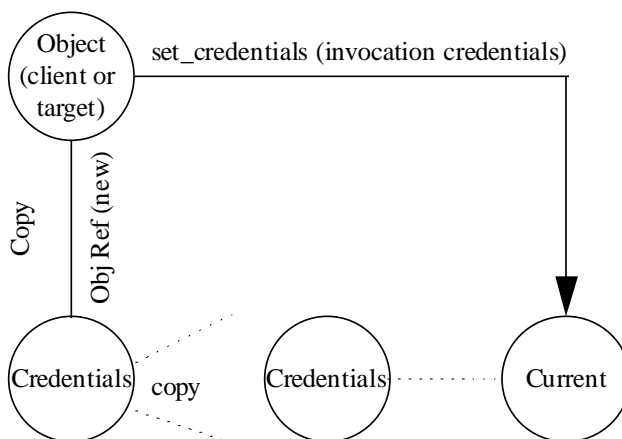 Object
(client or
target)
set_credentials (invocation credentials)
Copy
Obj Ref (new)
Credentials
copy
Credentials
Current